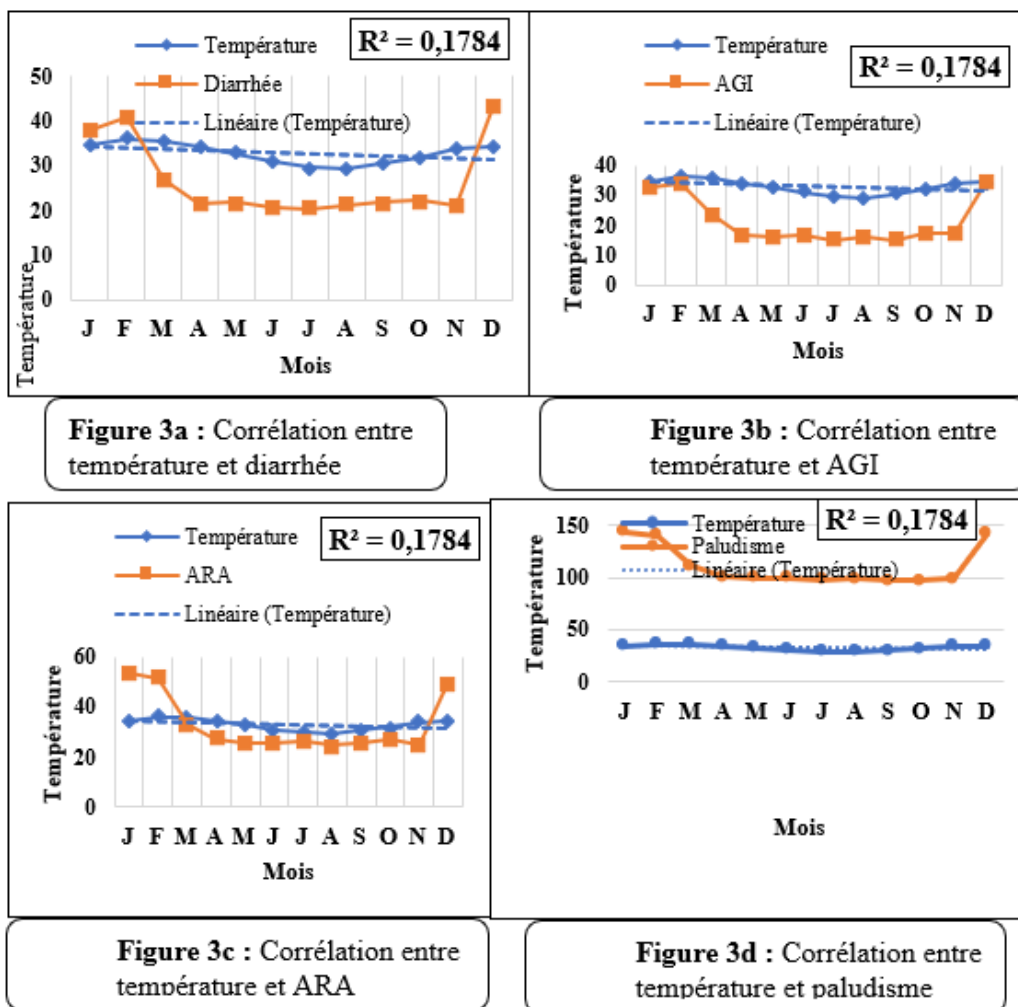 R² = 0,1784
Température
Diarrhée
Linéaire (Température)
50
40
30
20
10
0
J F M A M J J A S O N D
Mois
Température
R² = 0,1784
Température
AGI
Linéaire (Température)
40
30
20
10
0
J F M A M J J A S O N D
Mois
Température
Figure 3a : Corrélation entre
température et diarrhée
Figure 3b : Corrélation entre
température et AGI
R² = 0,1784
Température
ARA
Linéaire (Température)
60
40
20
0
J F M A M J J A S O N D
Mois
Température
R² = 0,1784
Température
Paludisme
Linéaire (Température)
150
100
50
0
J F M A M J J A S O N D
Mois
Température
Figure 3c : Corrélation entre
température et ARA
Figure 3d : Corrélation entre
température et paludisme